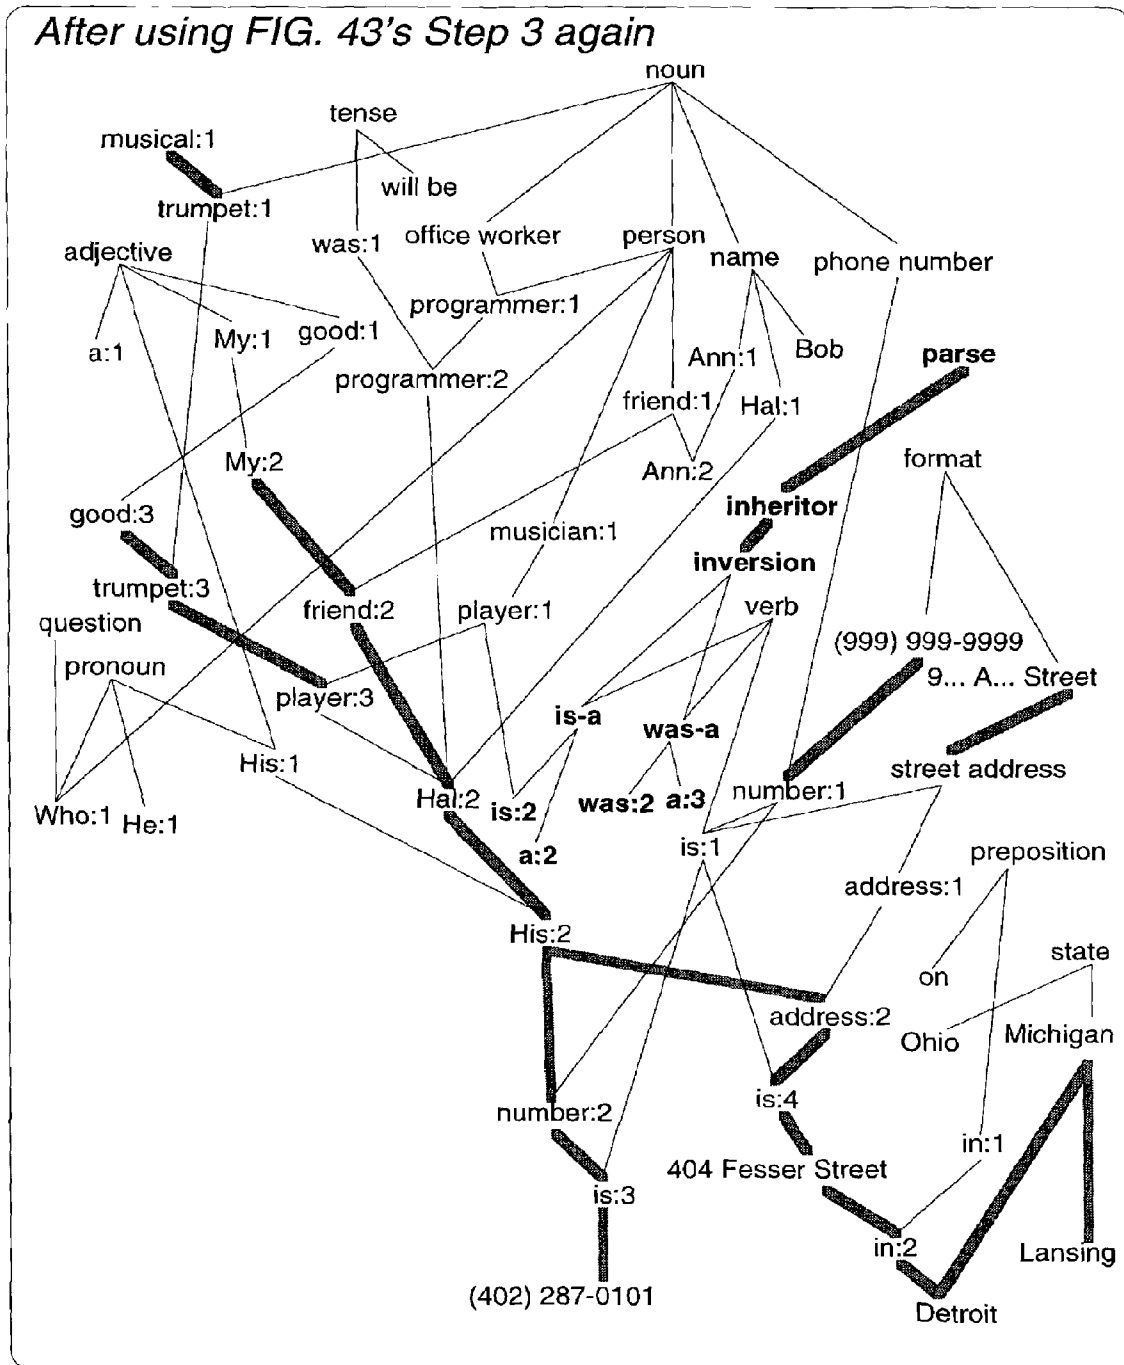 After using FIG. 43's Step 3 again
noun
tense
musical:1
will be
trumpet:1
adjective
was:1
office worker
person
name
phone number
programmer:1
a:1
My:1
good:1
Ann:1
Bob
parse
programmer:2
friend:1
Hal:1
My:2
Ann:2
format
good:3
musician:1
inheritor
inversion
trumpet:3
friend:2
player:1
verb
question
(999) 999-9999
pronoun
9... A... Street
player:3
is-a
was-a
His:1
street address
Who:1
He:1
Hal:2
is:2
was:2
a:3
number:1
a:2
is:1
preposition
address:1
His:2
state
on
address:2
Ohio
Michigan
number:2
is:4
in:1
404 Fesser Street
is:3
in:2
Lansing
(402) 287-0101
Detroit